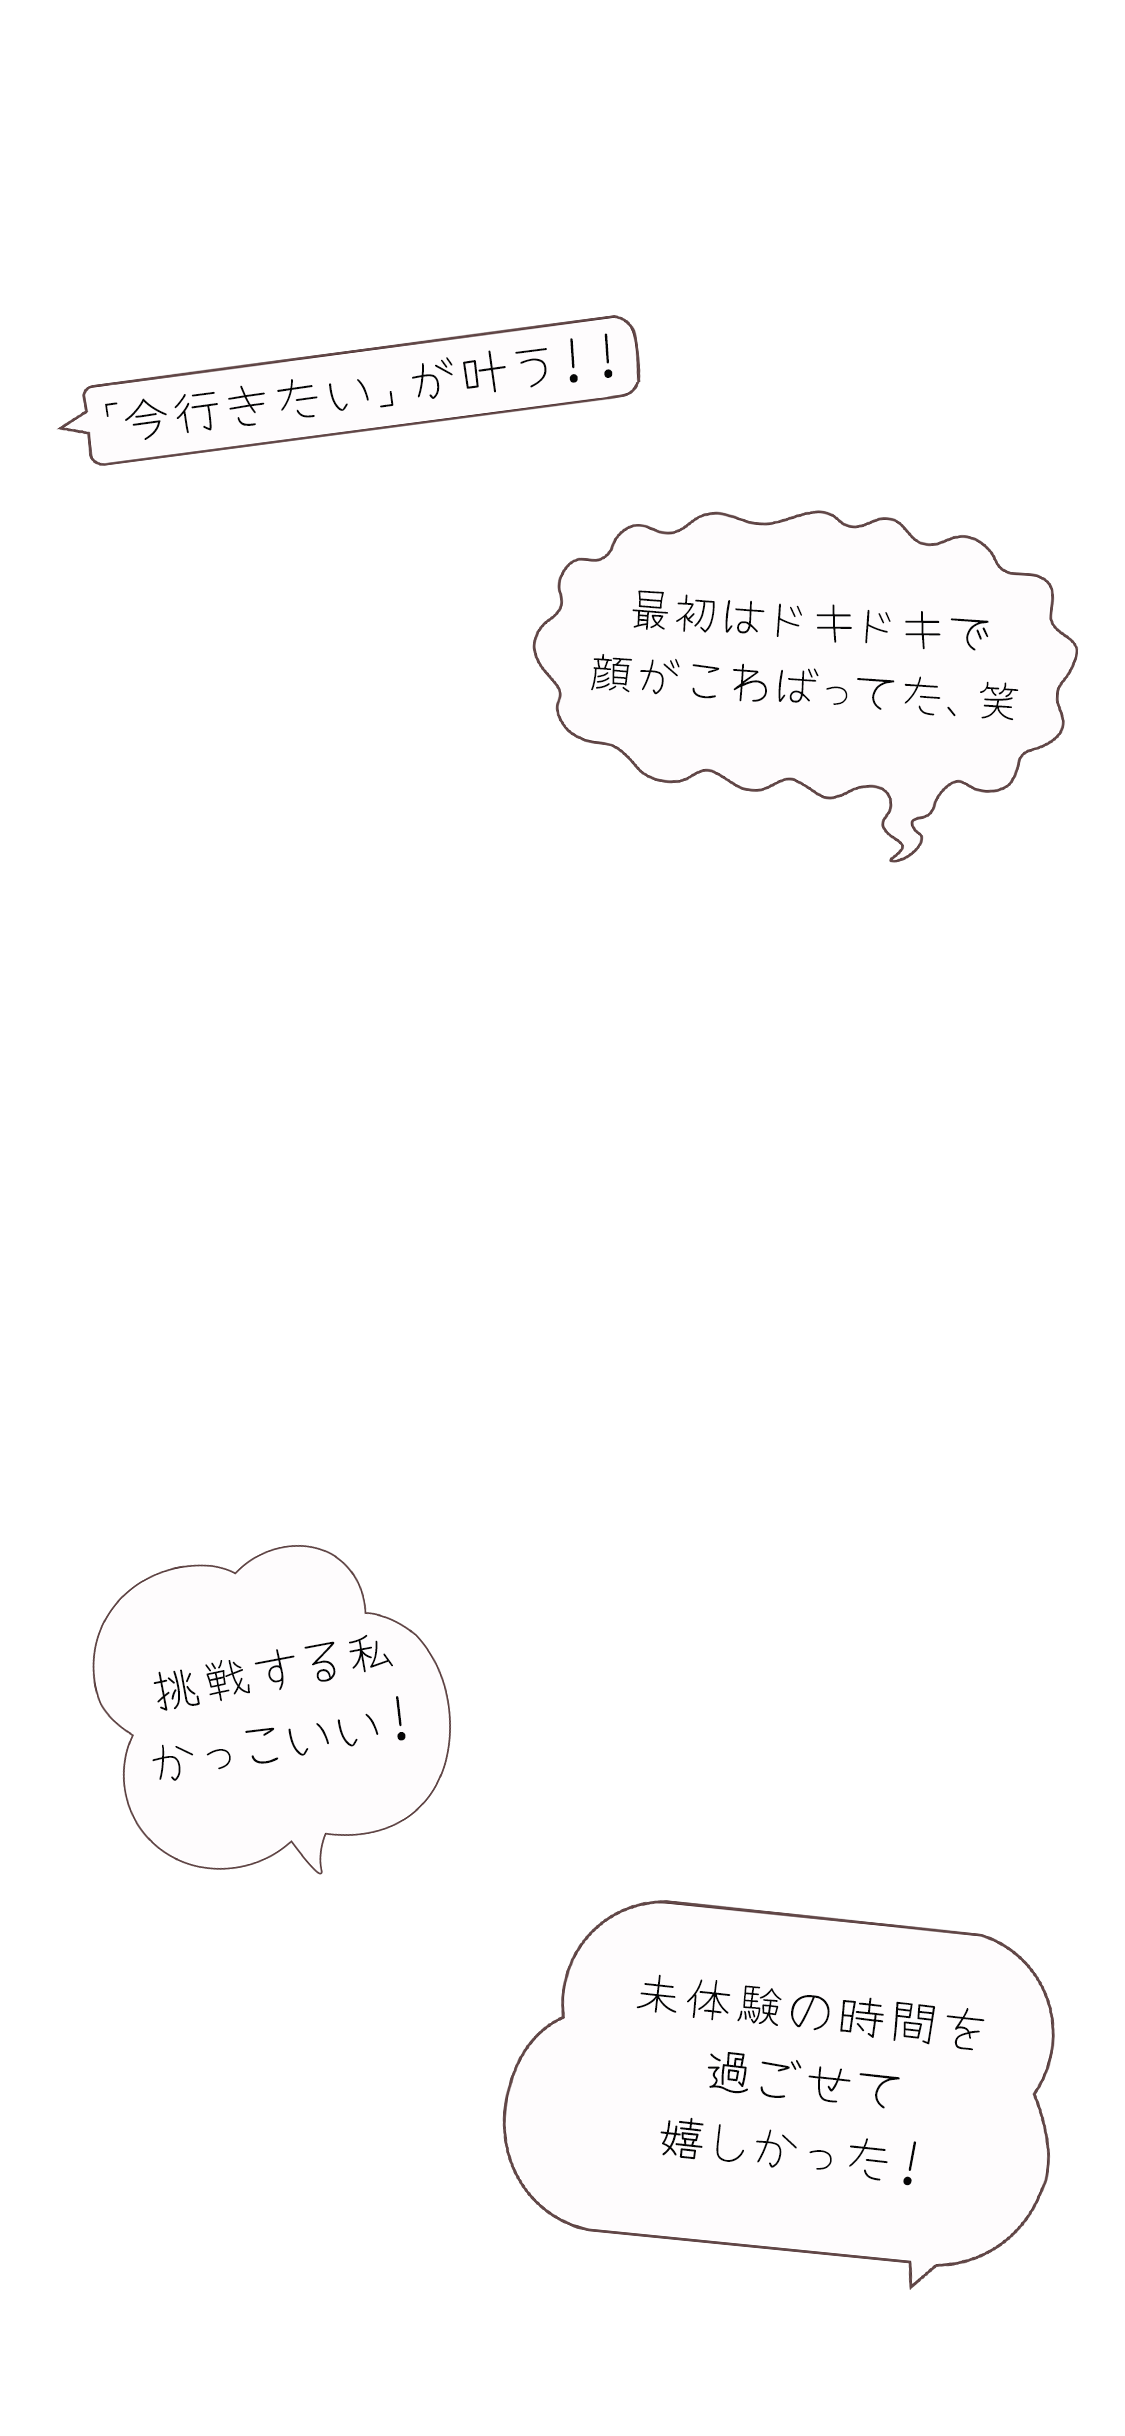 「今行きたい」が叶う！！
最初はドキドキで
顔がこわばってた、笑
挑戦する私
かっこいい！
未体験の時間を
過ごせて
嬉しかった！